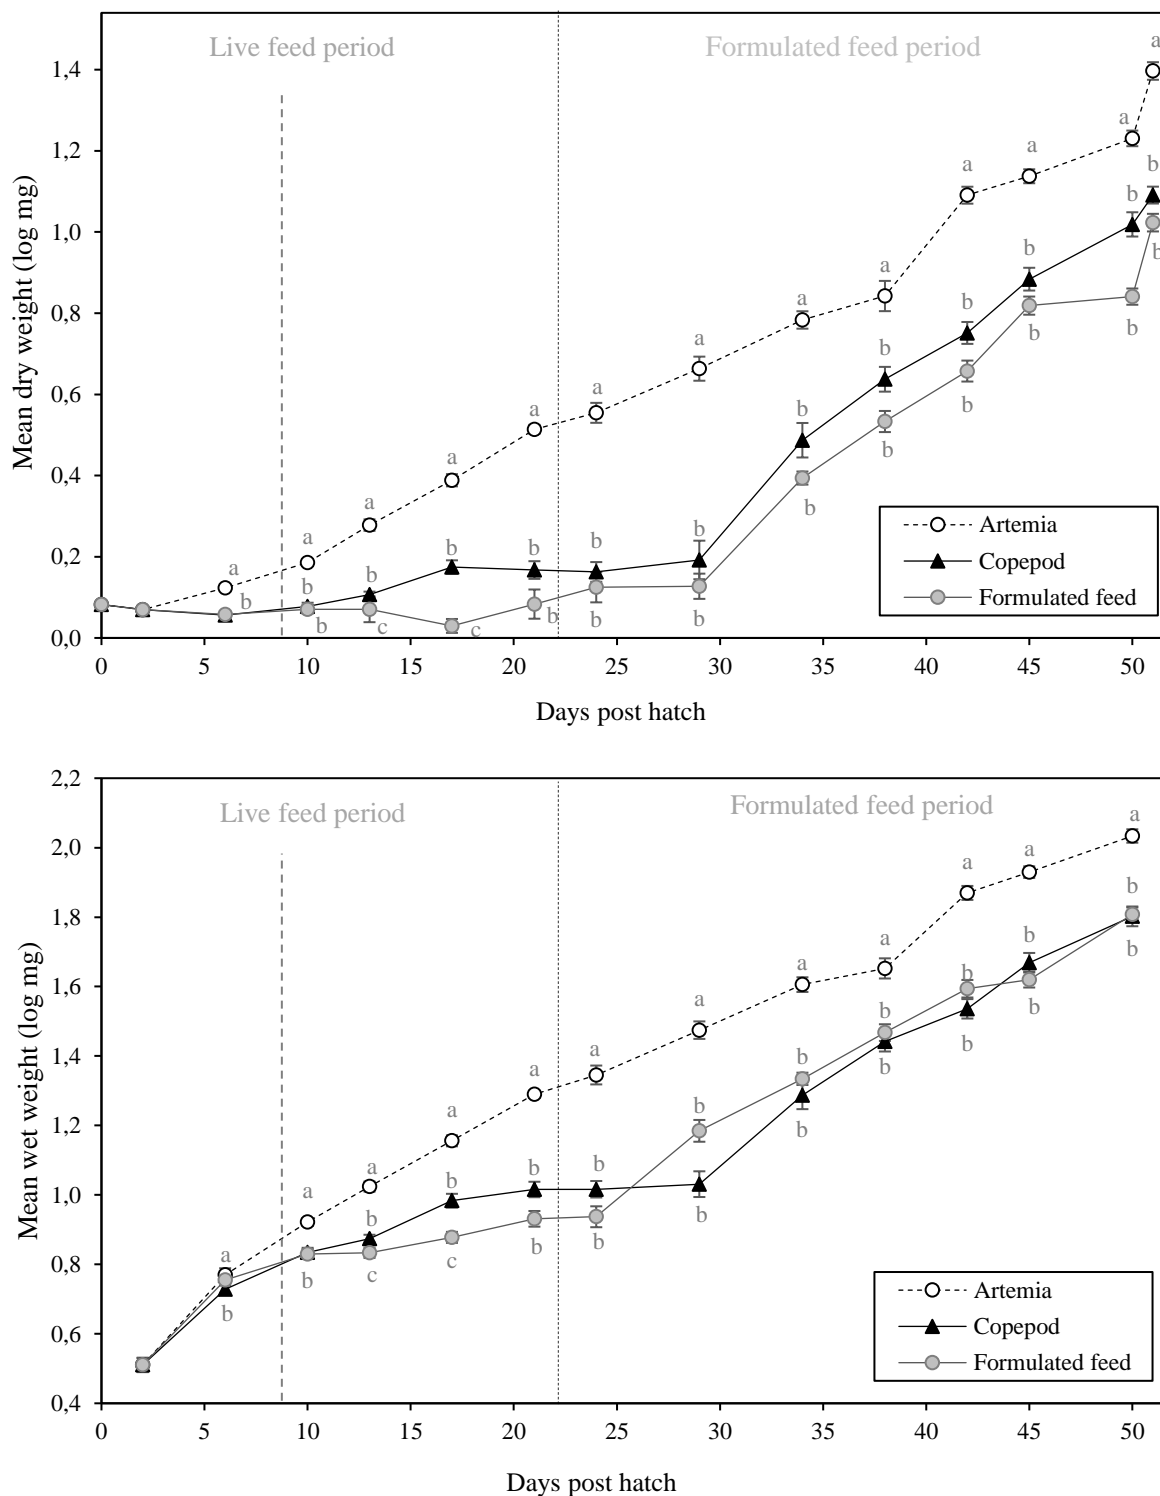 Live feed period
Formulated feed period
Mean dry weight (log mg)
1,4
1,2
1,0
0,8
0,6
0,4
0,2
0,0
a a a a a a a a a a a a a
b b b b b b b b b b b b
b c c b b b b b b b b b
Artemia
Copepod
Formulated feed
0 5 10 15 20 25 30 35 40 45 50
Days post hatch
Live feed period
Formulated feed period
Mean wet weight (log mg)
2,2
2,0
1,8
1,6
1,4
1,2
1,0
0,8
0,6
0,4
a a a a a a a a a a a a
b b b b b b b b b b
b b c c b b b b b b b b
Artemia
Copepod
Formulated feed
0 5 10 15 20 25 30 35 40 45 50
Days post hatch